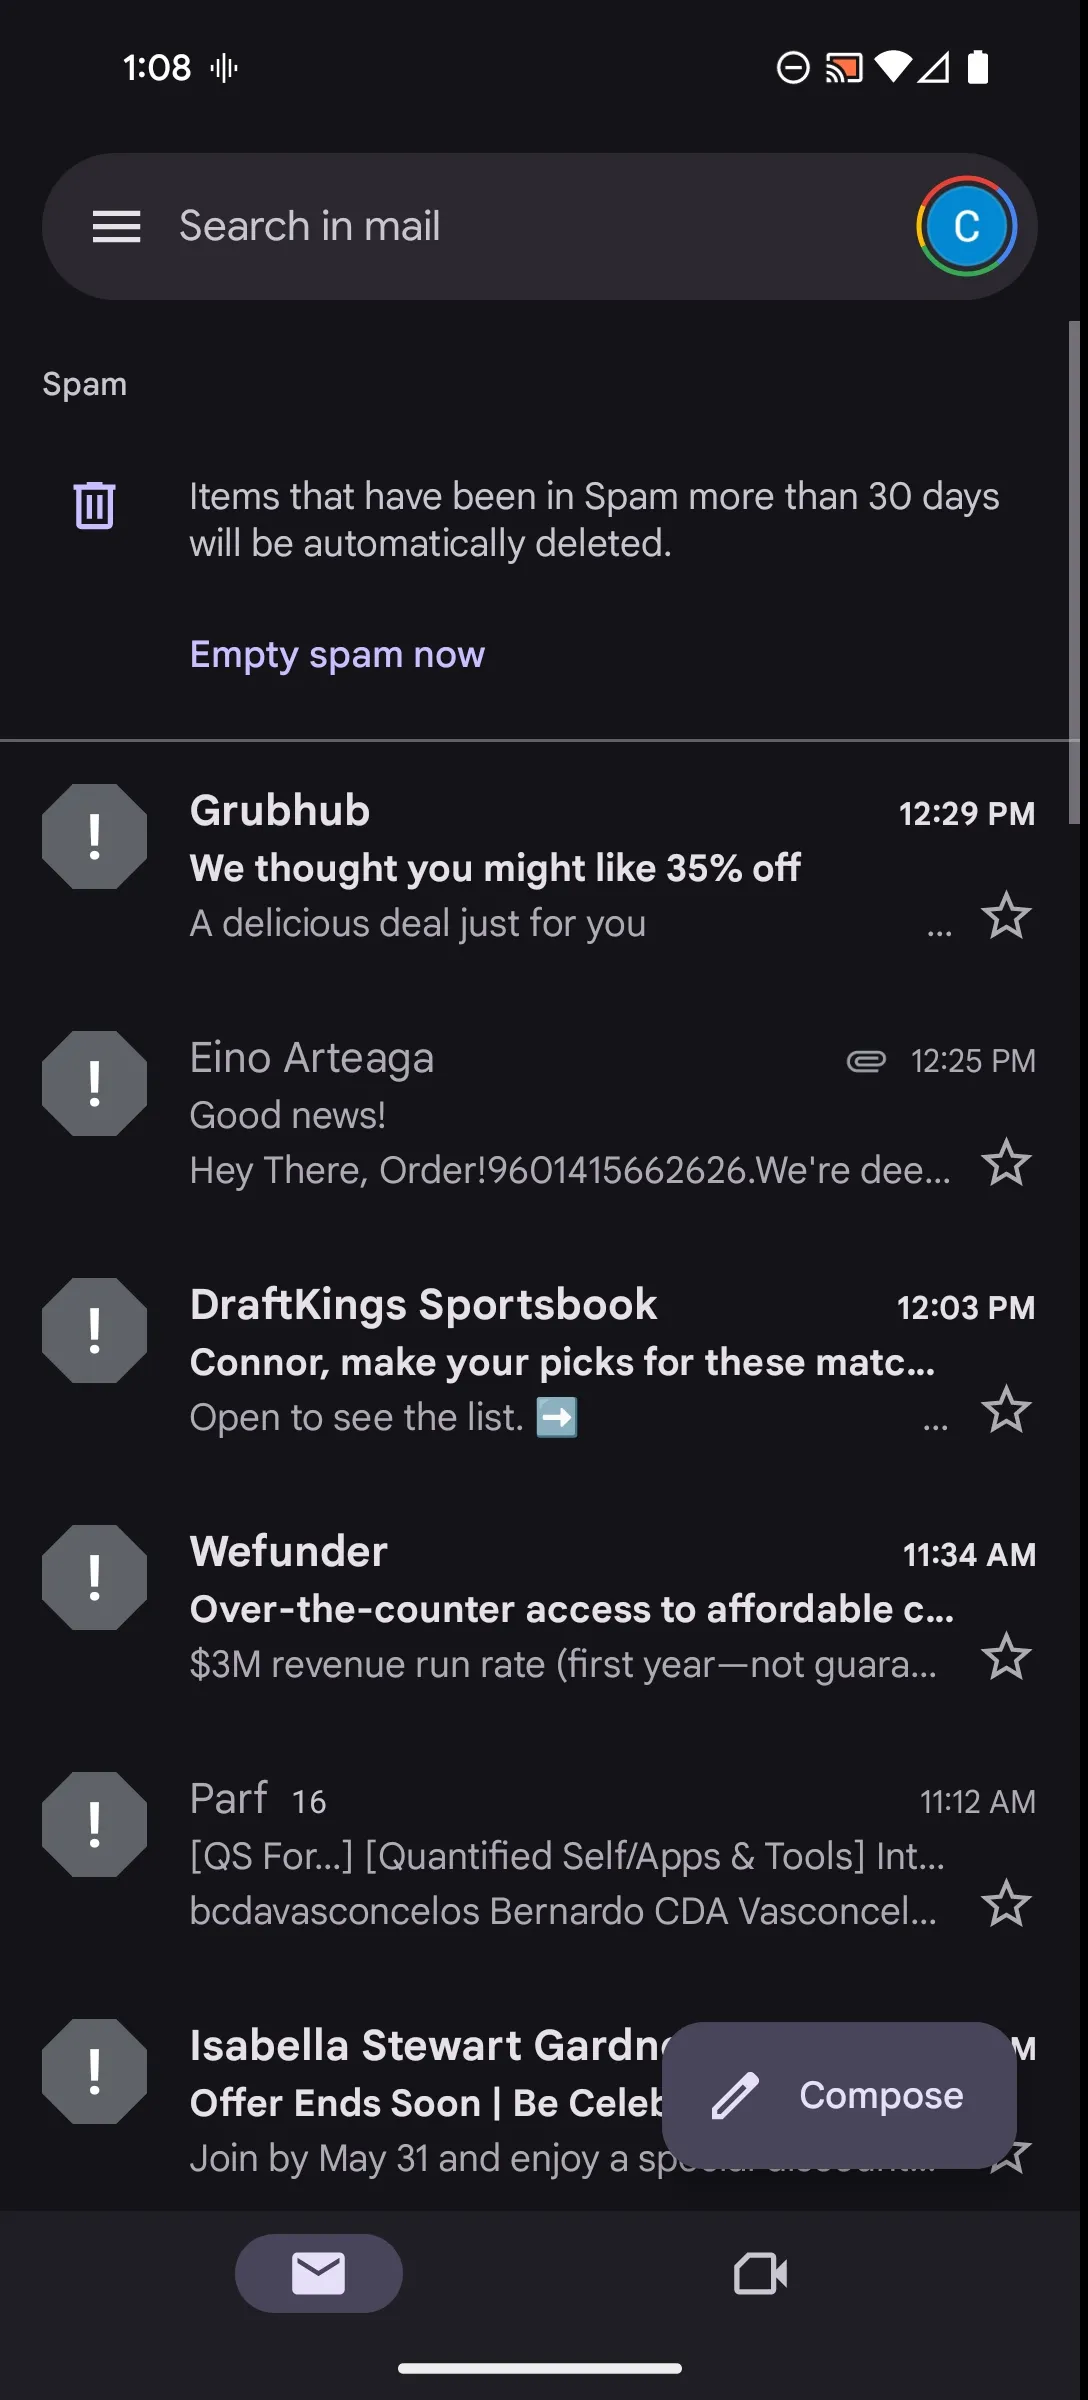 1:08
Search in mail
C
Spam
Items that have been in Spam more than 30 days
will be automatically deleted.
Empty spam now
! Grubhub 12:29 PM
We thought you might like 35% off
A delicious deal just for you ...
! Eino Arteaga 12:25 PM
Good news!
Hey There, Order!9601415662626.We're dee...
! DraftKings Sportsbook 12:03 PM
Connor, make your picks for these matc...
Open to see the list. ➡️ ...
! Wefunder 11:34 AM
Over-the-counter access to affordable c...
$3M revenue run rate (first year—not guara...
! Parf 16 11:12 AM
[QS For...] [Quantified Self/Apps & Tools] Int...
bcdavasconcelos Bernardo CDA Vasconcel...
! Isabella Stewart Gardn M
Offer Ends Soon | Be Celeb
Join by May 31 and enjoy a special discount...
Compose